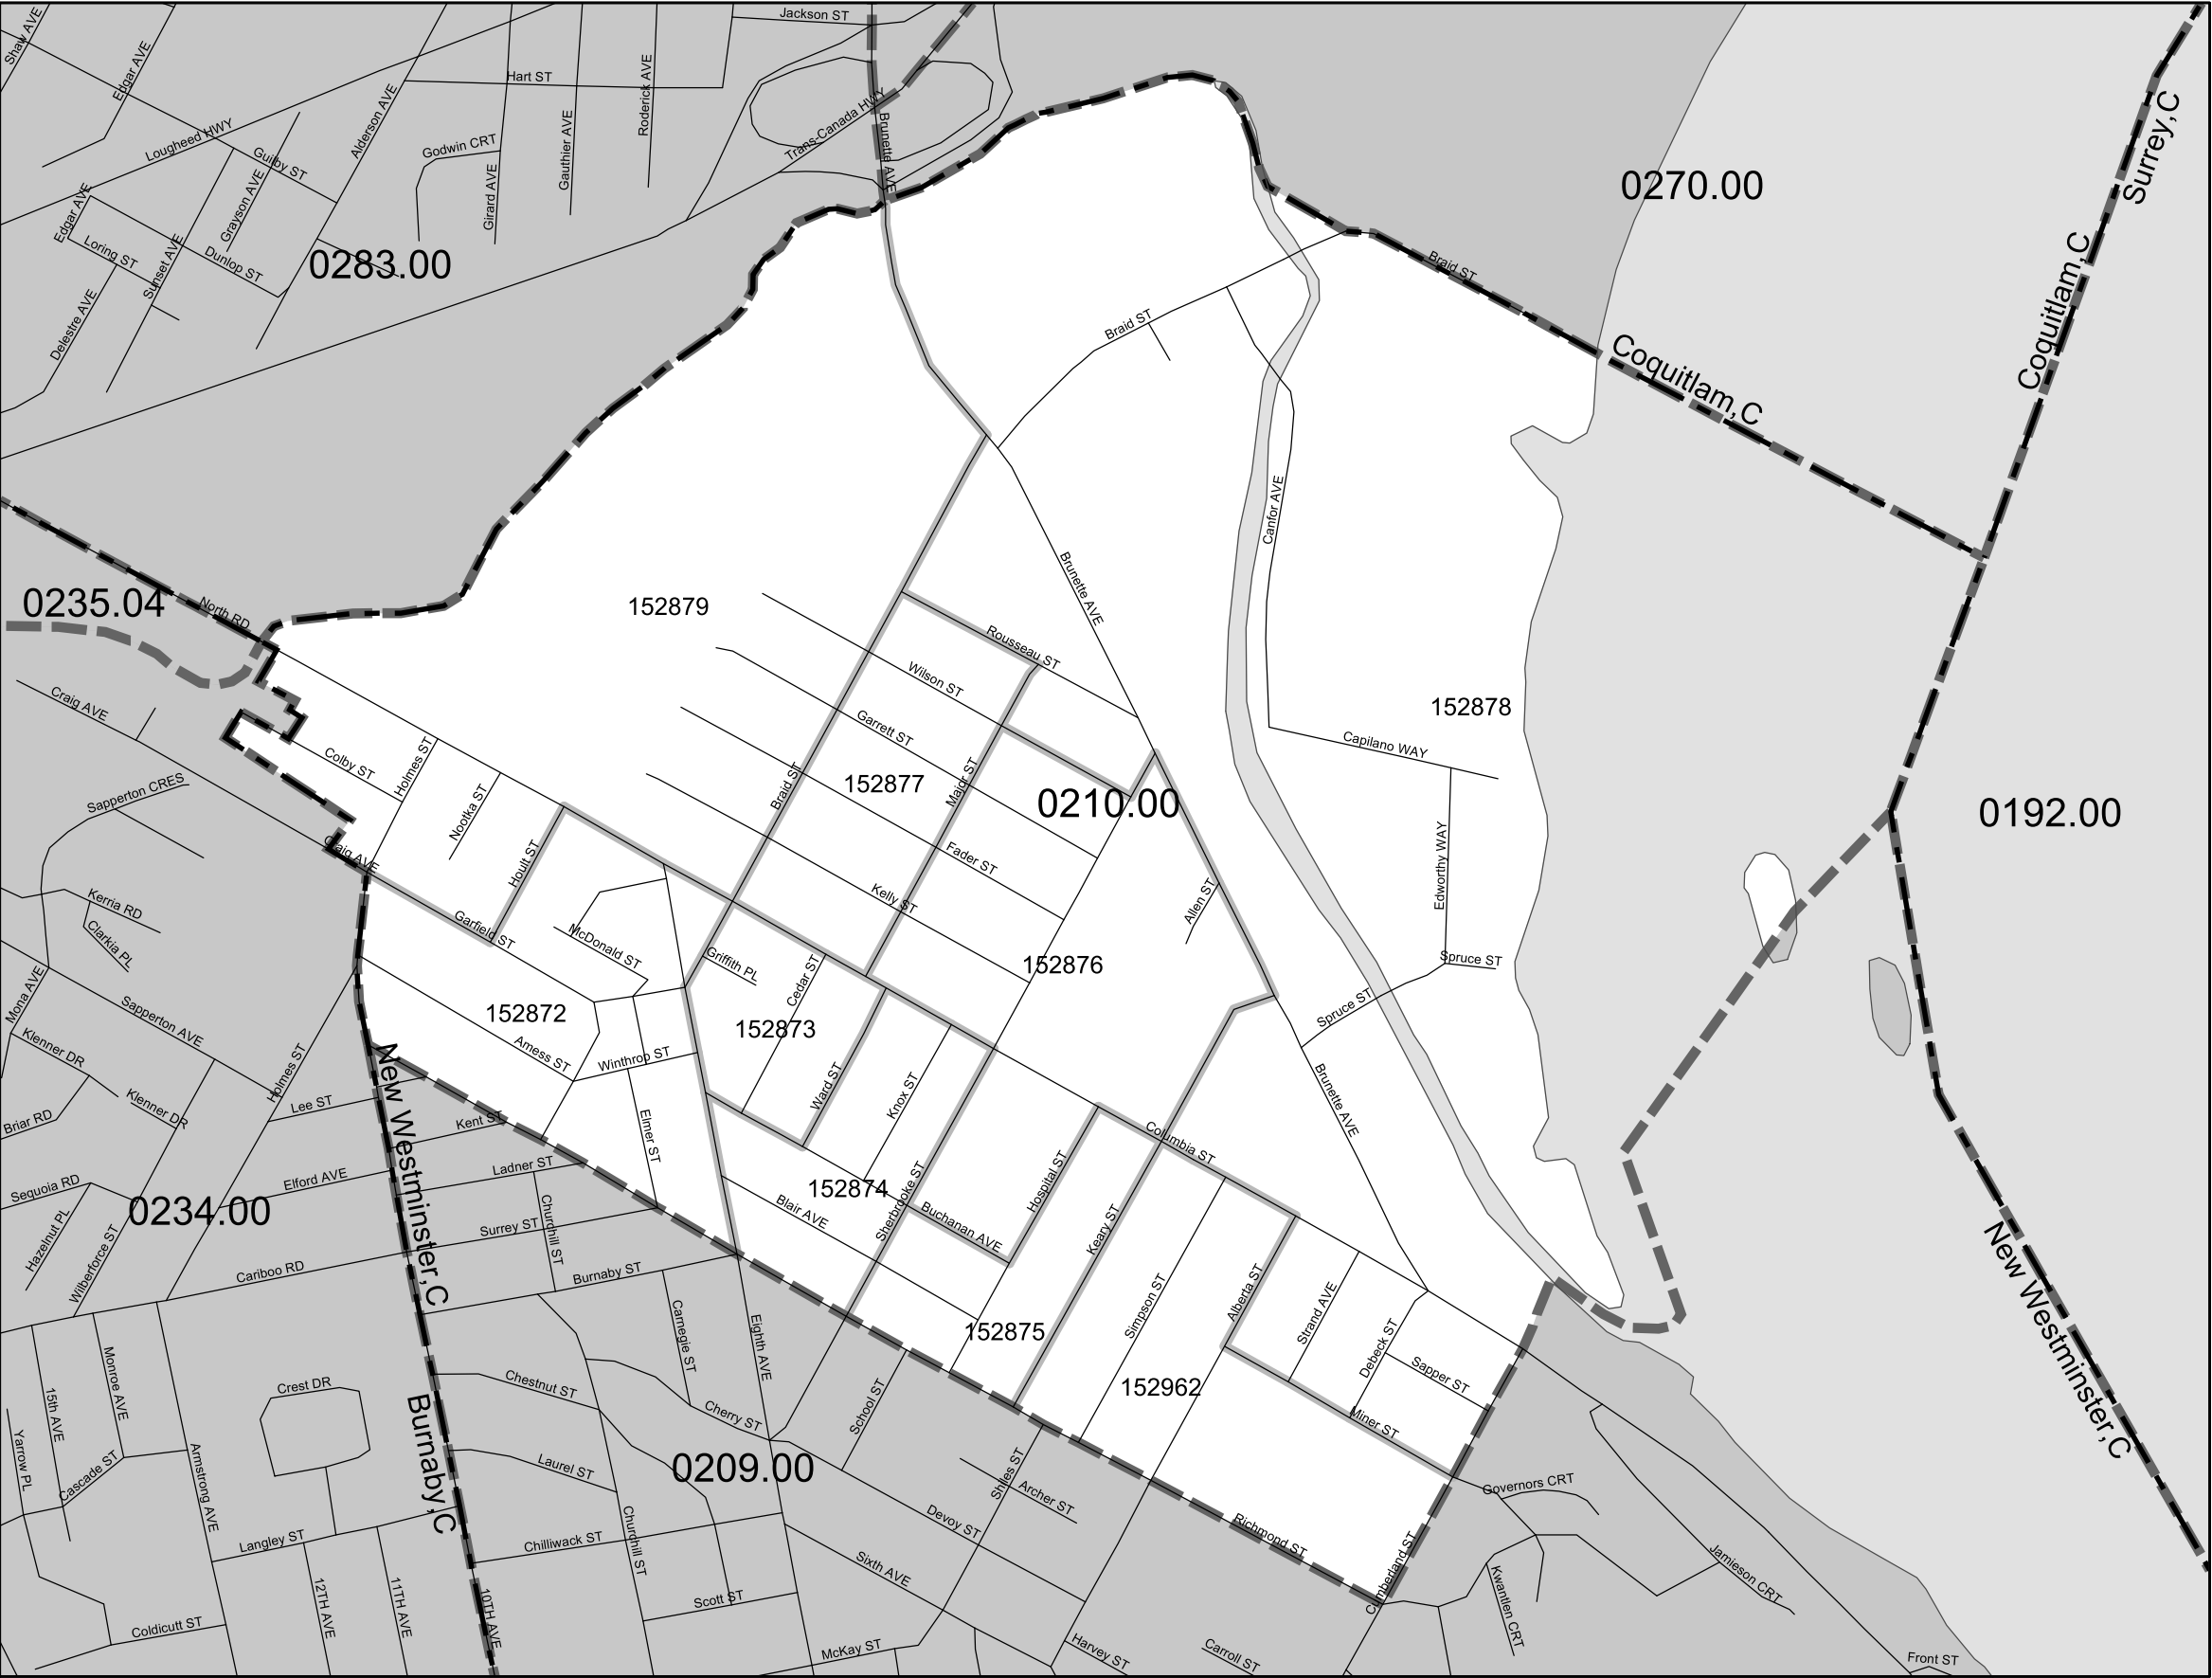 Jackson ST
Shaw AVE
Edgar AVE
Hart ST
Roderick AVE
Alderson AVE
Trans-Canada HWY
Lougheed HWY
Guilby ST
Godwin CRT
Gauthier AVE
Girard AVE
Brunette AVE
Surrey,C
0270.00
Edgar AVE
Grayson AVE
Loring ST
Sunset AVE
Dunlop ST
0283.00
Braid ST
Coquitlam,C
Delestre AVE
Braid ST
Coquitlam,C
Canfor AVE
Brunette AVE
0235.04
North RD
152879
Rousseau ST
Wilson ST
Craig AVE
Garrett ST
152878
Capilano WAY
Colby ST
Holmes ST
Braid ST
152877
Major ST
0210.00
0192.00
Sapperton CRES
Nootka ST
Craig AVE
Hoult ST
Fader ST
Edworthy WAY
Kelly ST
Allen ST
Kerria RD
Clarkia PL
Garfield ST
McDonald ST
Griffith PL
Cedar ST
152876
Spruce ST
Mona AVE
Sapperton AVE
152872
152873
Spruce ST
Klenner DR
Amess ST
Winthrop ST
Holmes ST
New Westminster,C
Ward ST
Knox ST
Brunette AVE
Klenner DR
Briar RD
Lee ST
Kent ST
Elmer ST
Columbia ST
Ladner ST
Sequoia RD
Elford AVE
152874
Hospital ST
0234.00
Blair AVE
Sherbrooke ST
Buchanan AVE
Keary ST
Hazelnut PL
Wilberforce ST
Surrey ST
Churchill ST
New Westminster,C
Cariboo RD
Burnaby ST
Simpson ST
Alberta ST
Strand AVE
152875
Carnegie ST
Eighth AVE
Debeck ST
Sapper ST
Monroe AVE
15th AVE
Crest DR
Chestnut ST
152962
Burnaby,C
Cherry ST
School ST
Miner ST
Yarrow PL
Cascade ST
Armstrong AVE
Laurel ST
0209.00
Shiles ST
Archer ST
Governors CRT
Devoy ST
Richmond ST
Langley ST
Chilliwack ST
Churchill ST
Cumberland ST
Sixth AVE
Jamieson CRT
12TH AVE
11TH AVE
10TH AVE
Scott ST
Kwantlen CRT
Coldicutt ST
McKay ST
Harvey ST
Carroll ST
Front ST